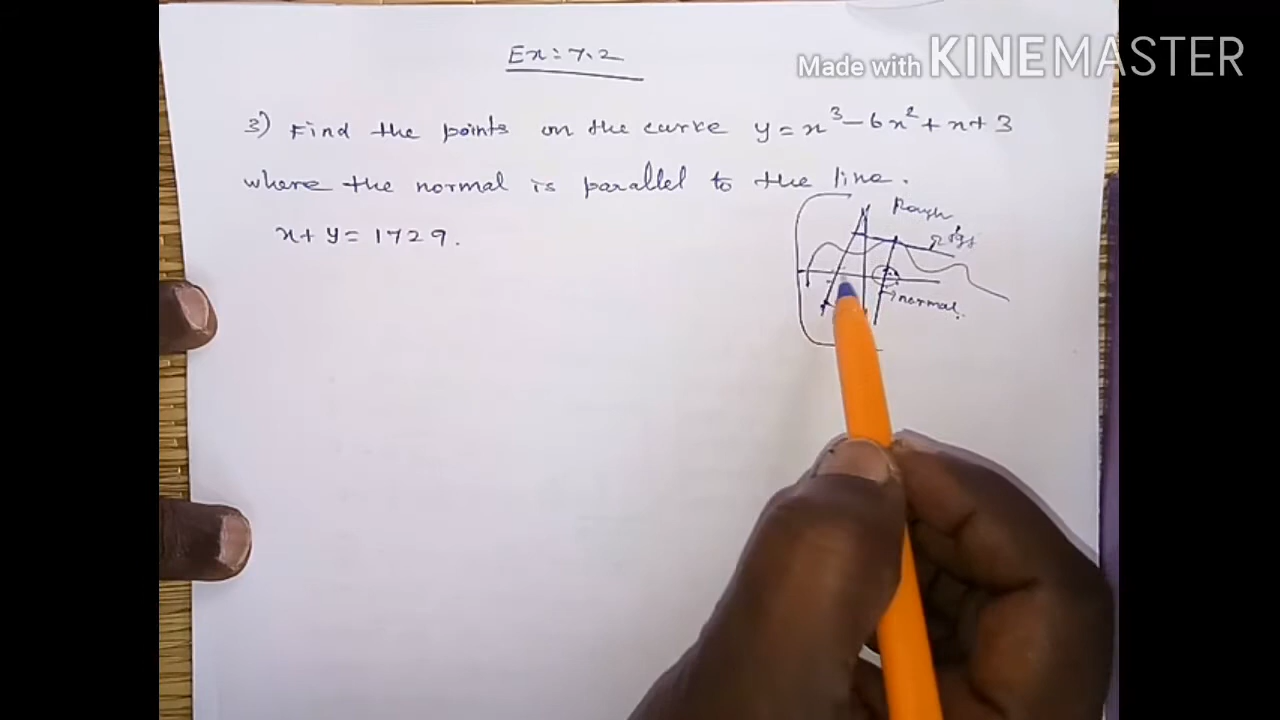 Made with KINEMASTER
Ex: 7.2
3) Find the points on the curve y = x³ - 6x² + x + 3
where the normal is parallel to the line.
x + y = 1729.
Rough
normal.